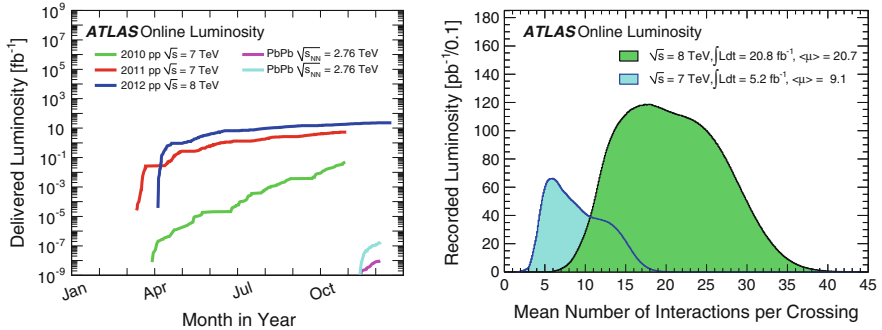 ATLAS Online Luminosity
2010 pp √s = 7 TeV
2011 pp √s = 7 TeV
2012 pp √s = 8 TeV
PbPb √sNN = 2.76 TeV
PbPb √sNN = 2.76 TeV
Delivered Luminosity [fb⁻¹]
10⁹
10⁷
10⁵
10³
10
10⁻¹
10⁻³
10⁻⁵
10⁻⁷
10⁻⁹
Jan Apr Jul Oct
Month in Year
ATLAS Online Luminosity
√s = 8 TeV, ∫Ldt = 20.8 fb⁻¹, <μ> = 20.7
√s = 7 TeV, ∫Ldt = 5.2 fb⁻¹, <μ> = 9.1
Recorded Luminosity [pb⁻¹/0.1]
180
160
140
120
100
80
60
40
20
0
0 5 10 15 20 25 30 35 40 45
Mean Number of Interactions per Crossing